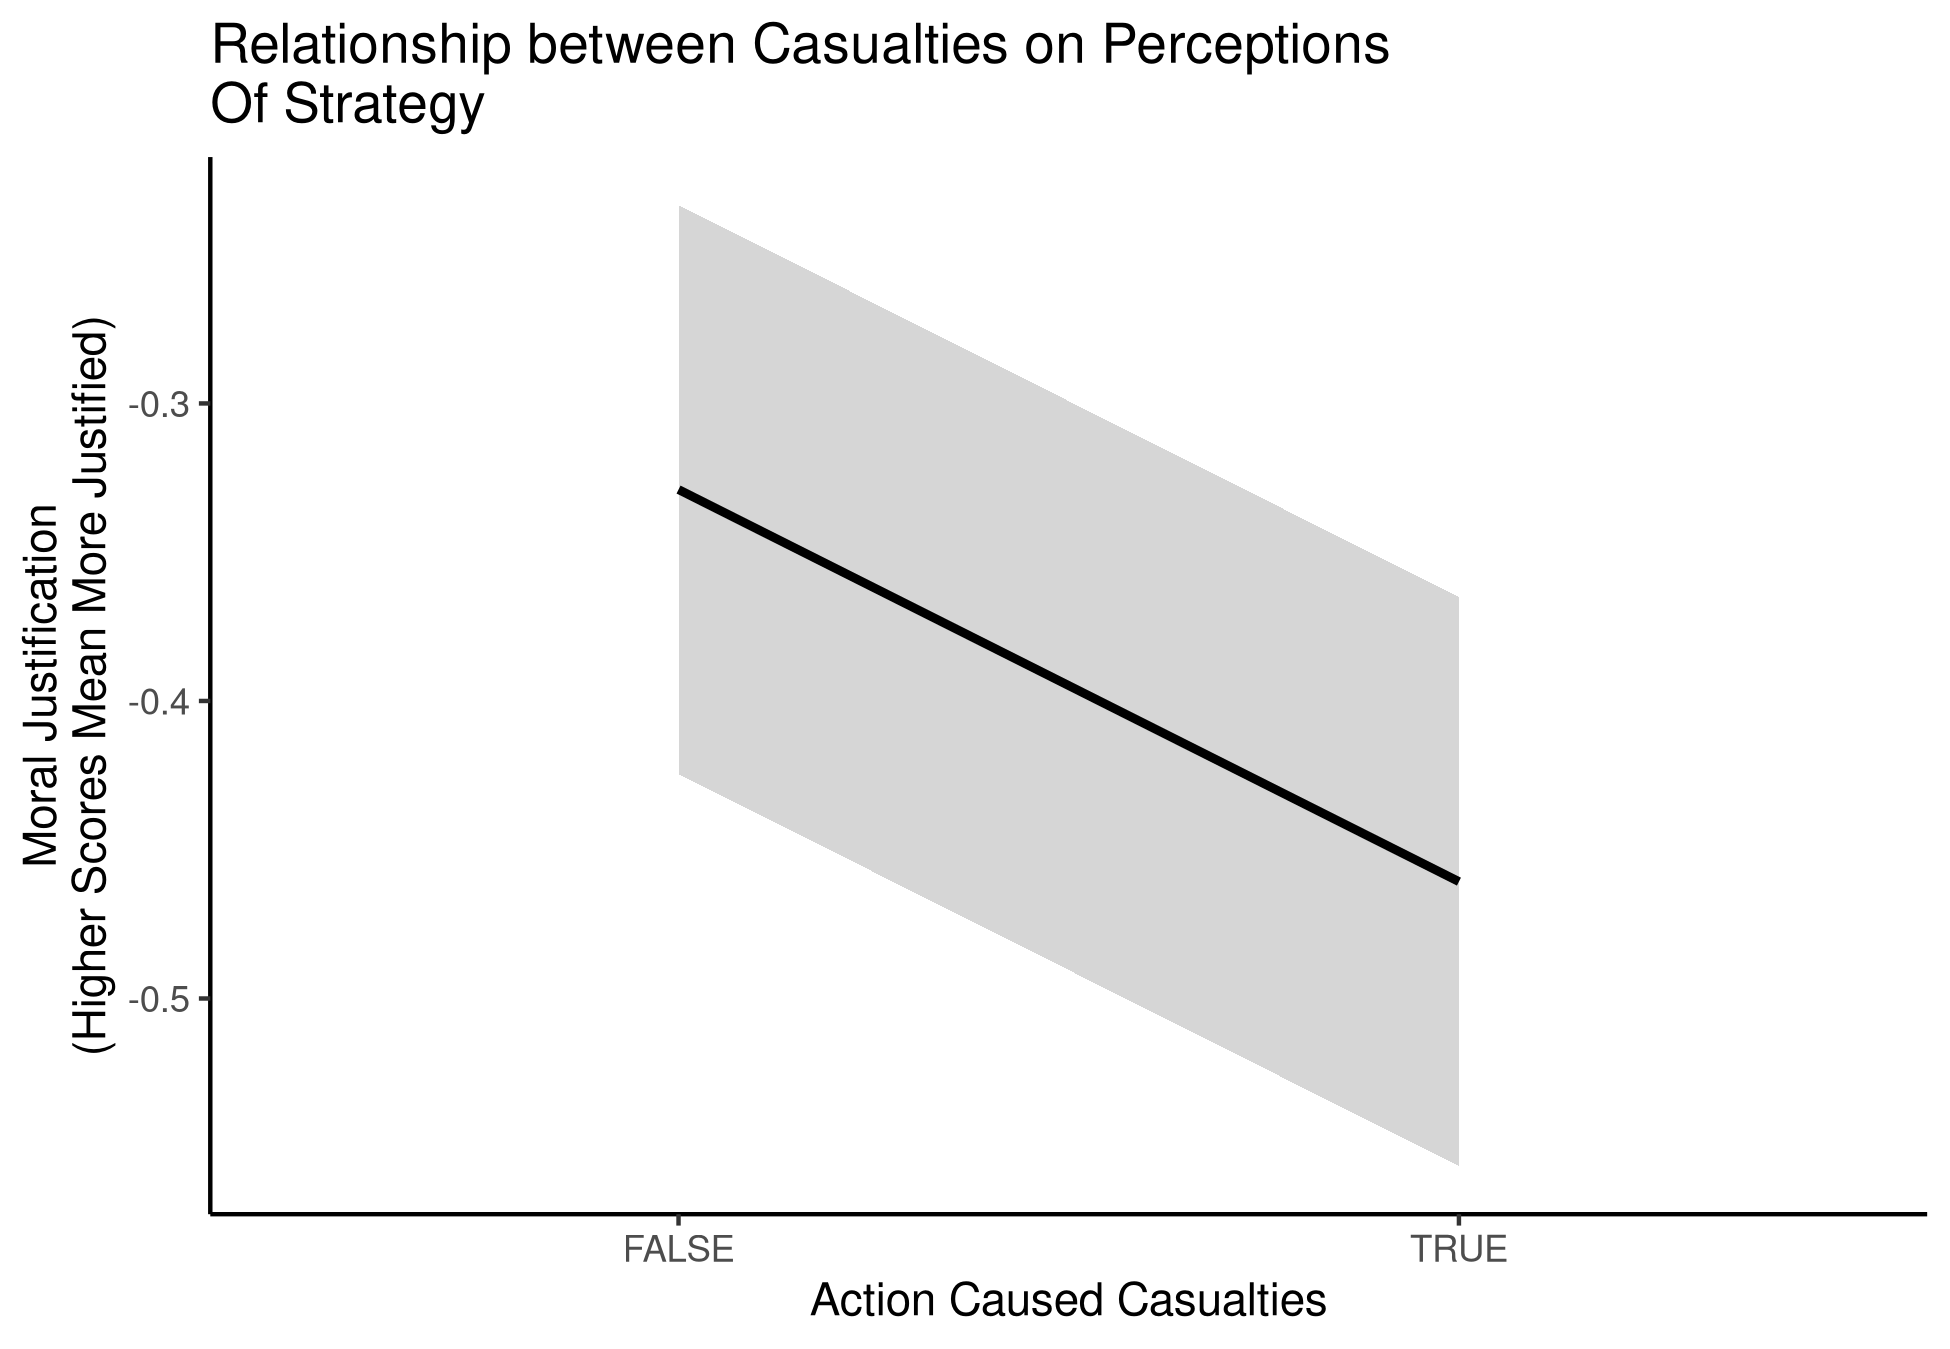 Relationship between Casualties on Perceptions
Of Strategy
Moral Justification
(Higher Scores Mean More Justified)
-0.3
-0.4
-0.5
FALSE
TRUE
Action Caused Casualties